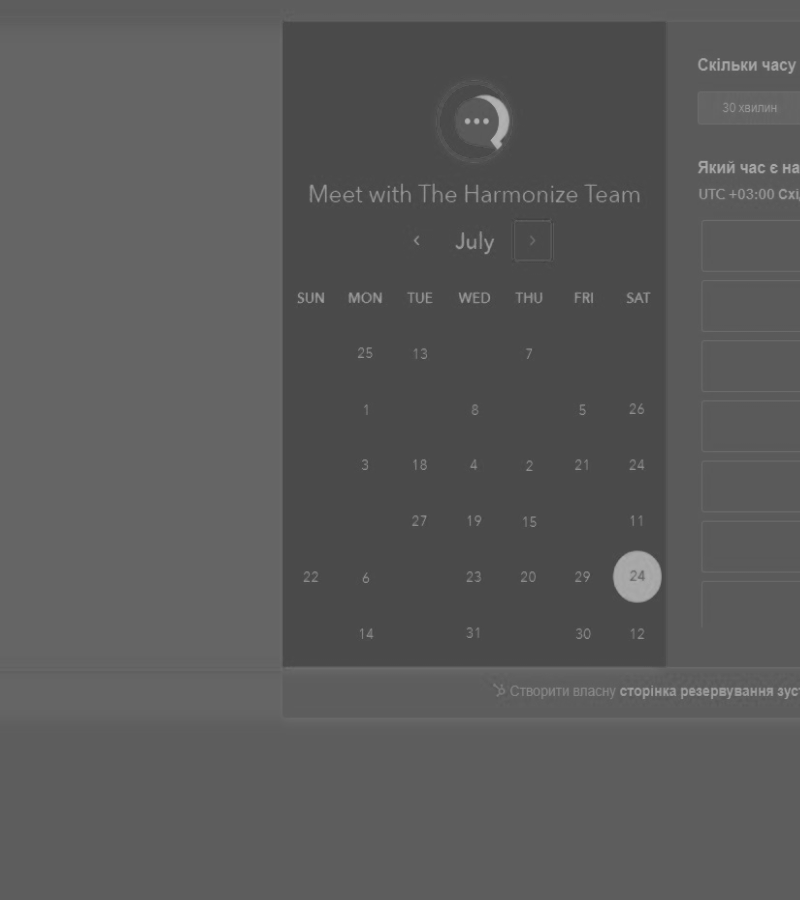 Meet with The Harmonize Team
July
SUN MON TUE WED THU FRI SAT
25 13 7
1 8 5 26
3 18 4 2 21 24
27 19 15 11
22 6 23 20 29 24
14 31 30 12
Скільки часу
30 хвилин
Який час є на
UTC +03:00 Схі
Створити власну сторінка резервування зуст